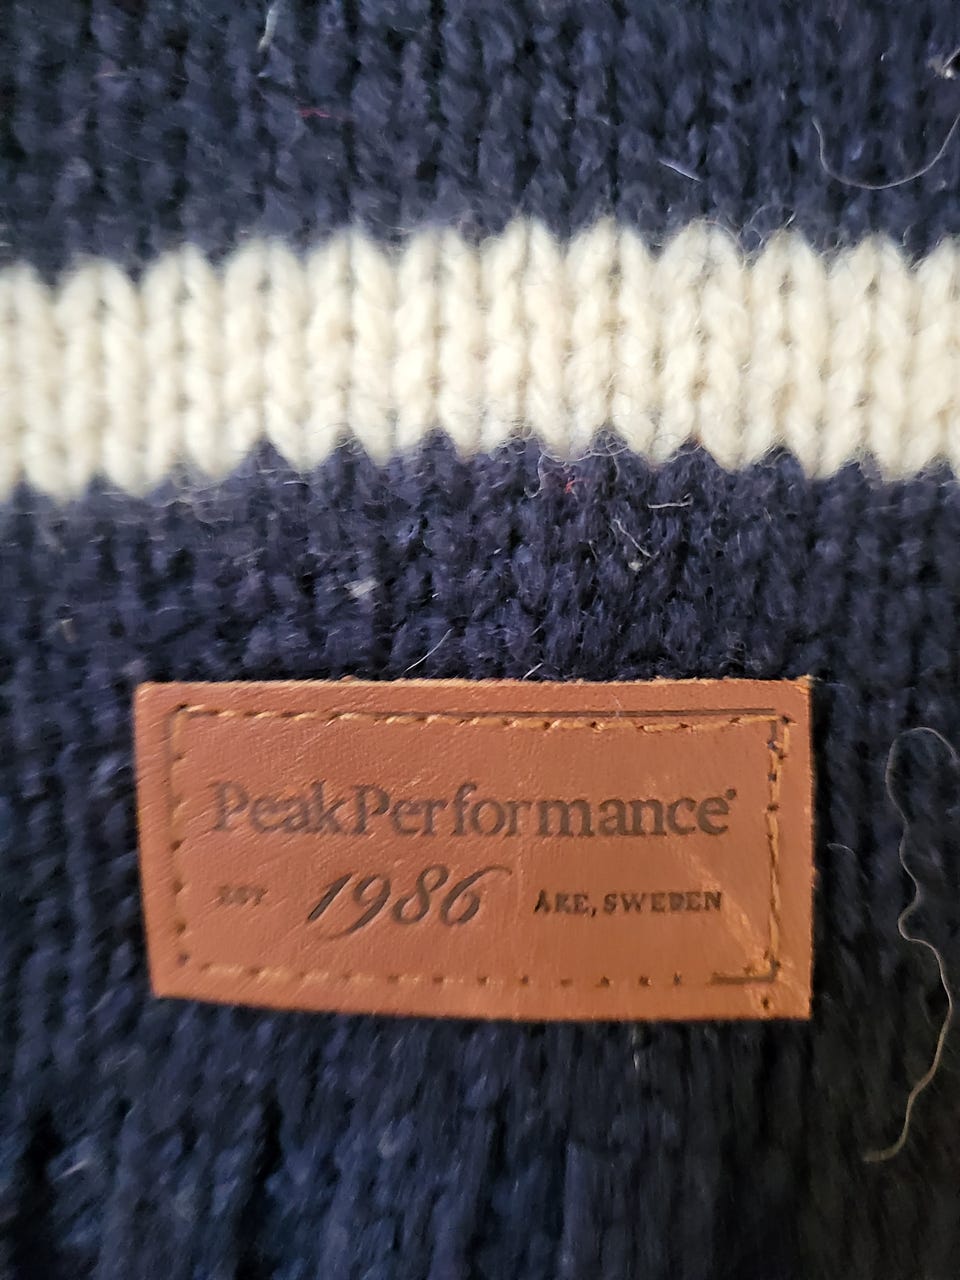 PeakPerformance®
EST 1986 ÅRE, SWEDEN